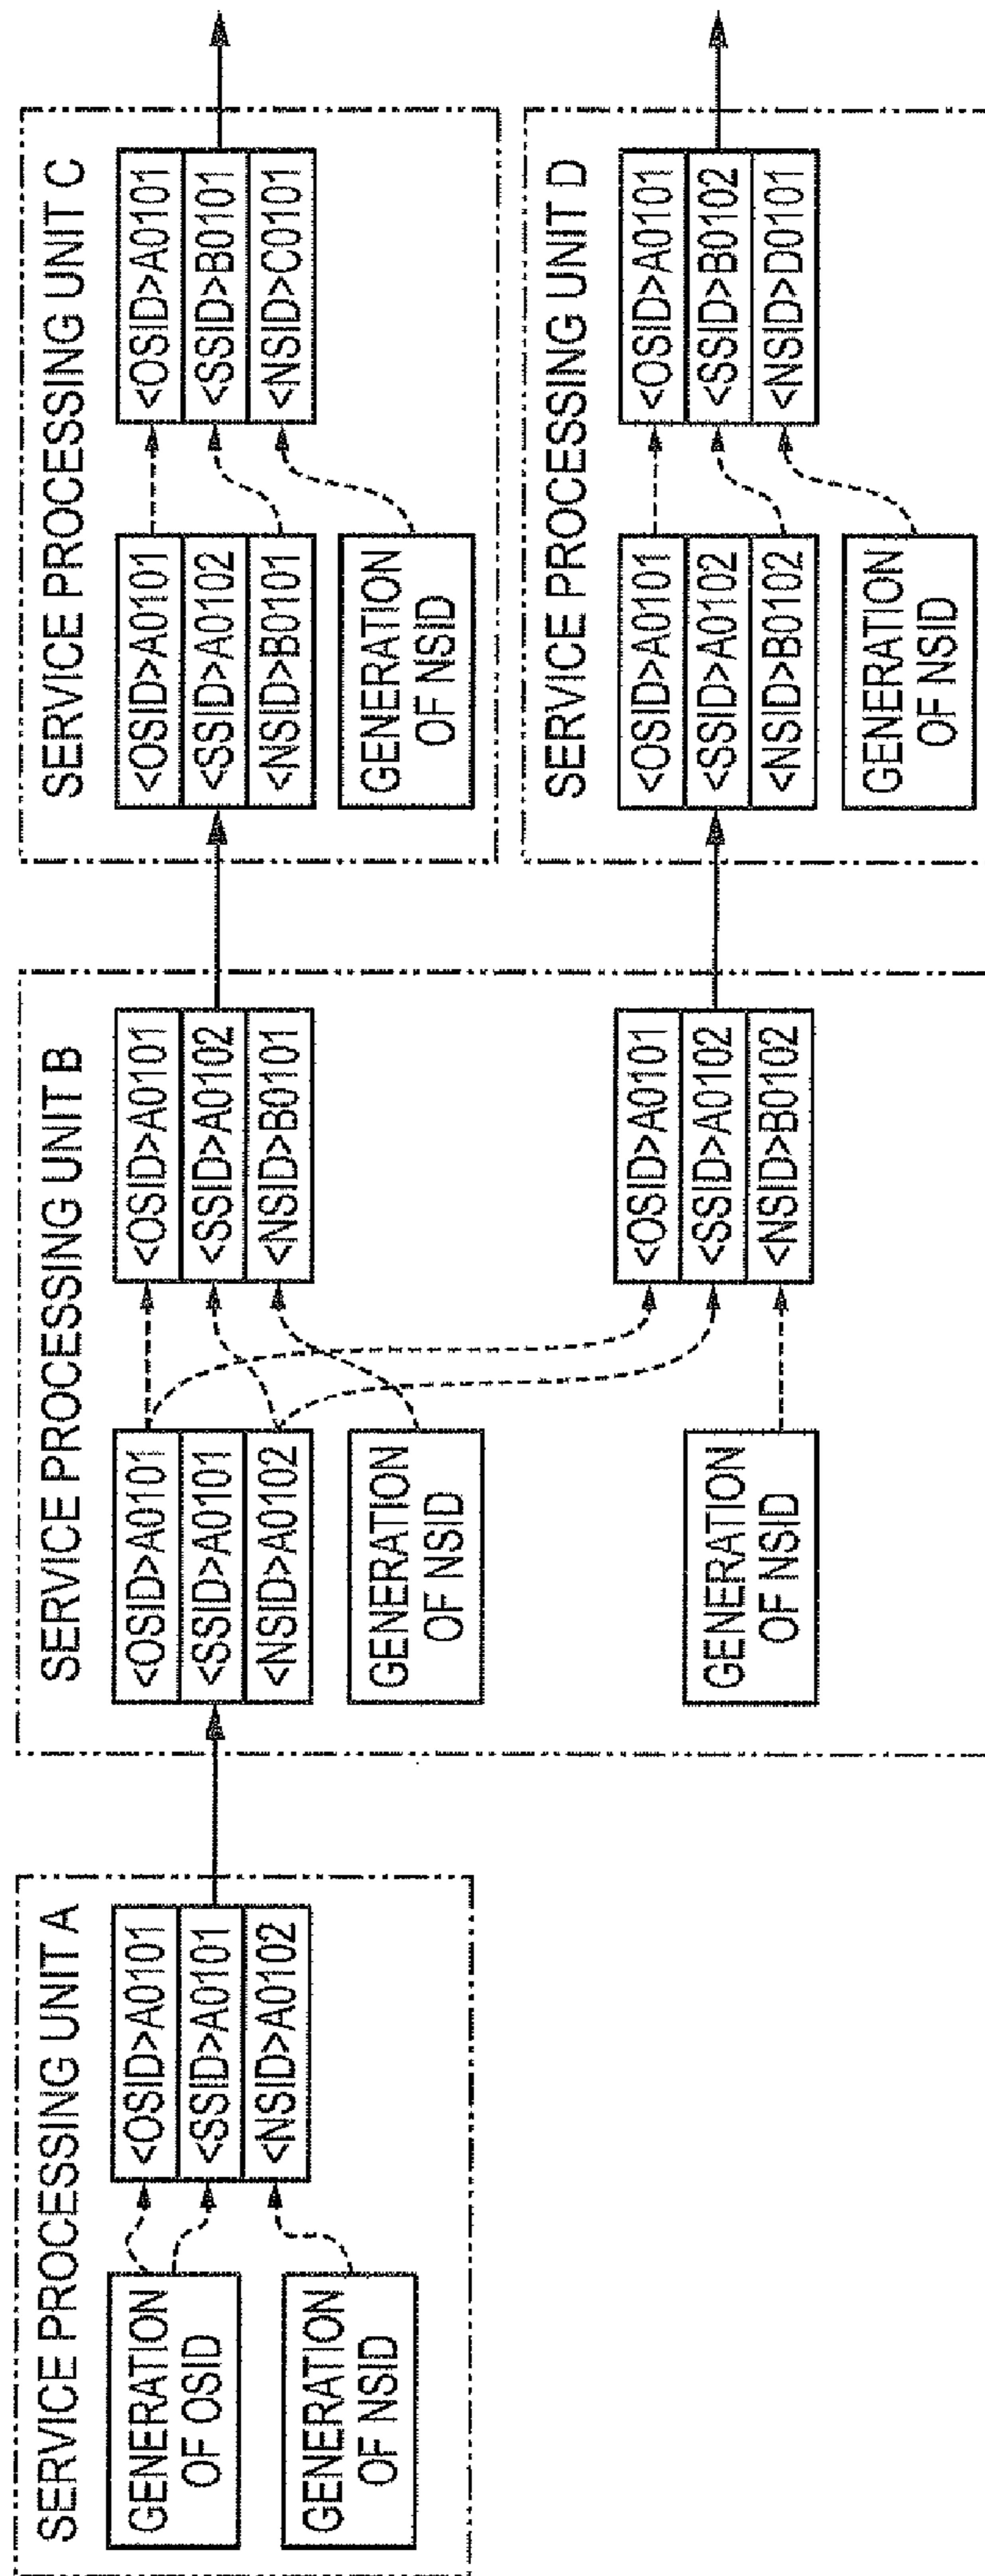 SERVICE PROCESSING UNIT A
GENERATION
OF OSID
GENERATION
OF NSID
<OSID>A0101
<SSID>A0101
<NSID>A0102
SERVICE PROCESSING UNIT B
<OSID>A0101
<SSID>A0101
<NSID>A0102
GENERATION
OF NSID
GENERATION
OF NSID
<OSID>A0101
<SSID>A0102
<NSID>B0101
<OSID>A0101
<SSID>A0102
<NSID>B0102
SERVICE PROCESSING UNIT C
<OSID>A0101
<SSID>A0102
<NSID>B0101
GENERATION
OF NSID
<OSID>A0101
<SSID>B0101
<NSID>C0101
SERVICE PROCESSING UNIT D
<OSID>A0101
<SSID>A0102
<NSID>B0102
GENERATION
OF NSID
<OSID>A0101
<SSID>B0102
<NSID>D0101